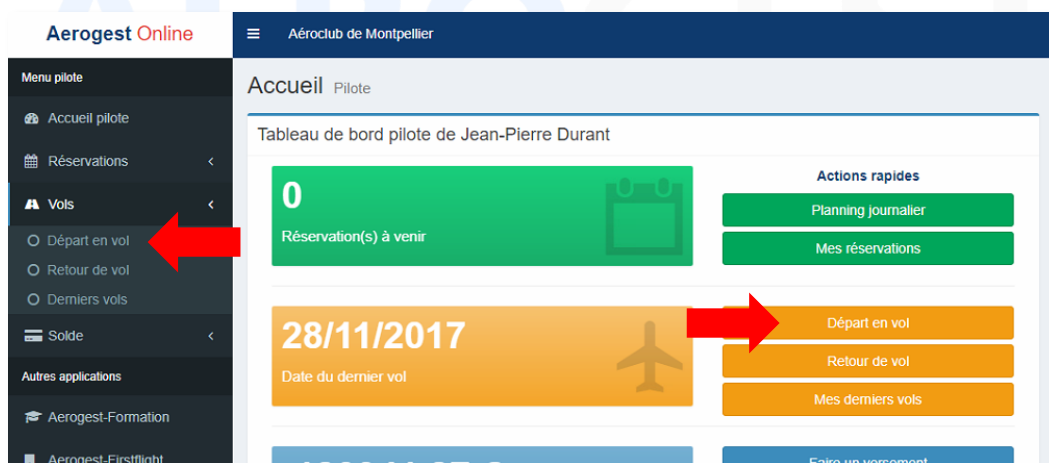 Aerogest Online
Aéroclub de Montpellier
Menu pilote
Accueil pilote
Réservations
Vols
Départ en vol
Retour de vol
Derniers vols
Solde
Autres applications
Aerogest-Formation
Aerogest-Firstflight
Accueil Pilote
Tableau de bord pilote de Jean-Pierre Durant
0
Réservation(s) à venir
Actions rapides
Planning journalier
Mes réservations
28/11/2017
Date du dernier vol
Départ en vol
Retour de vol
Mes derniers vols
Faire un versement